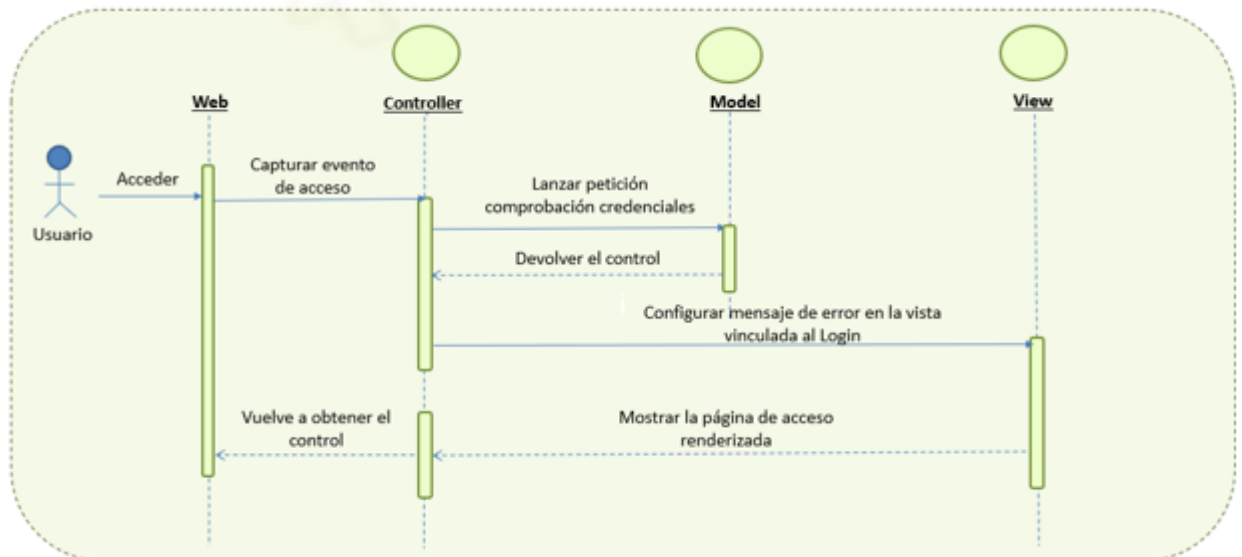 Web
Controller
Model
View
Acceder
Usuario
Capturar evento
de acceso
Lanzar petición
comprobación credenciales
Devolver el control
Configurar mensaje de error en la vista
vinculada al Login
Vuelve a obtener el
control
Mostrar la página de acceso
renderizada